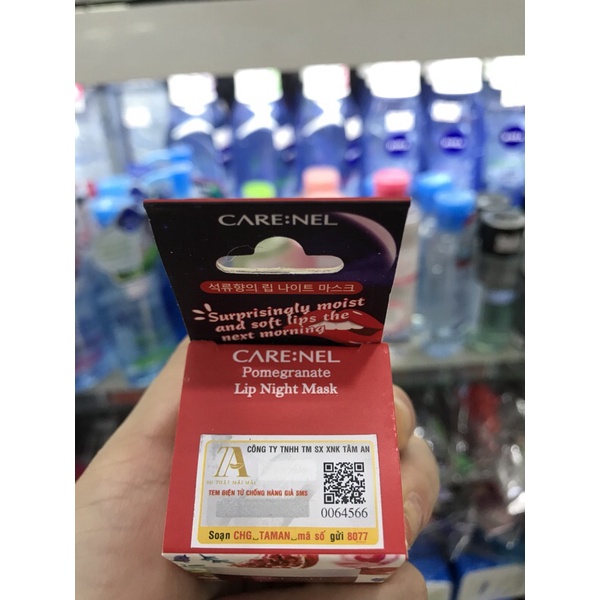 CARE:NEL
석류향의 립 나이트 마스크
Surprisingly moist
and soft lips the
next morning
CARE:NEL
Pomegranate
Lip Night Mask
CÔNG TY TNHH TM SX XNK TÂM AN
TA
TEM ĐIỆN TỬ CHỐNG HÀNG GIẢ SMS
0064566
Soạn CHG_TAMAN_mã số gửi 8077